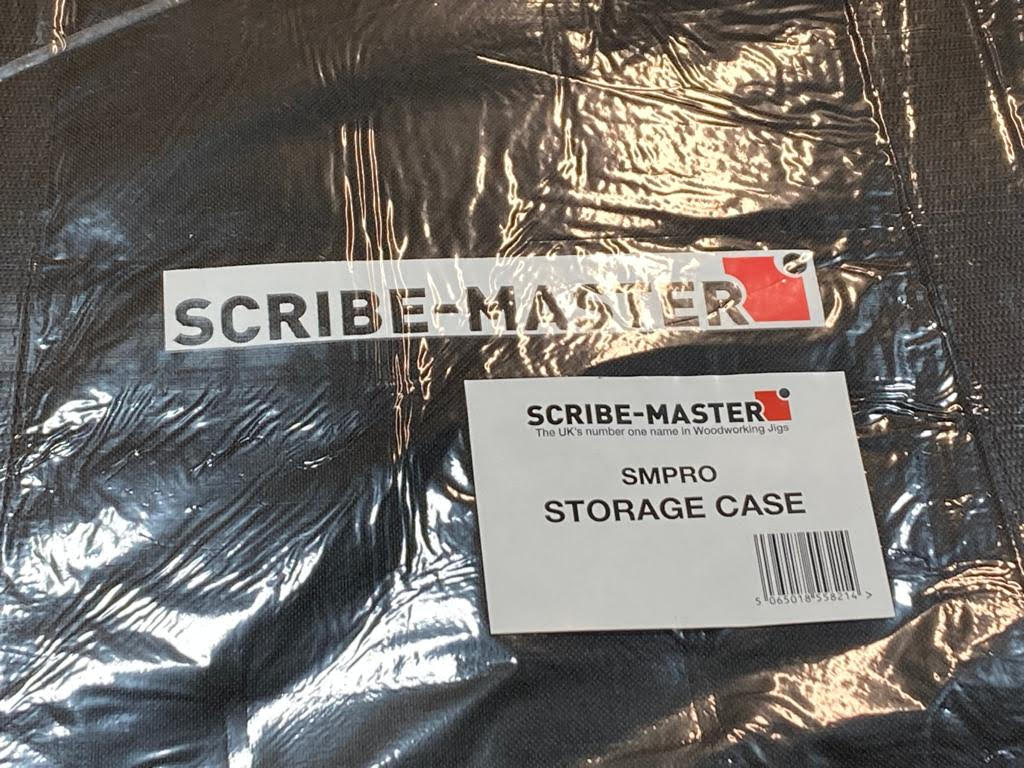 SCRIBE-MASTER
SCRIBE-MASTER
The UK's number one name in Woodworking Jigs
SMPRO
STORAGE CASE
5 065018 558214 >